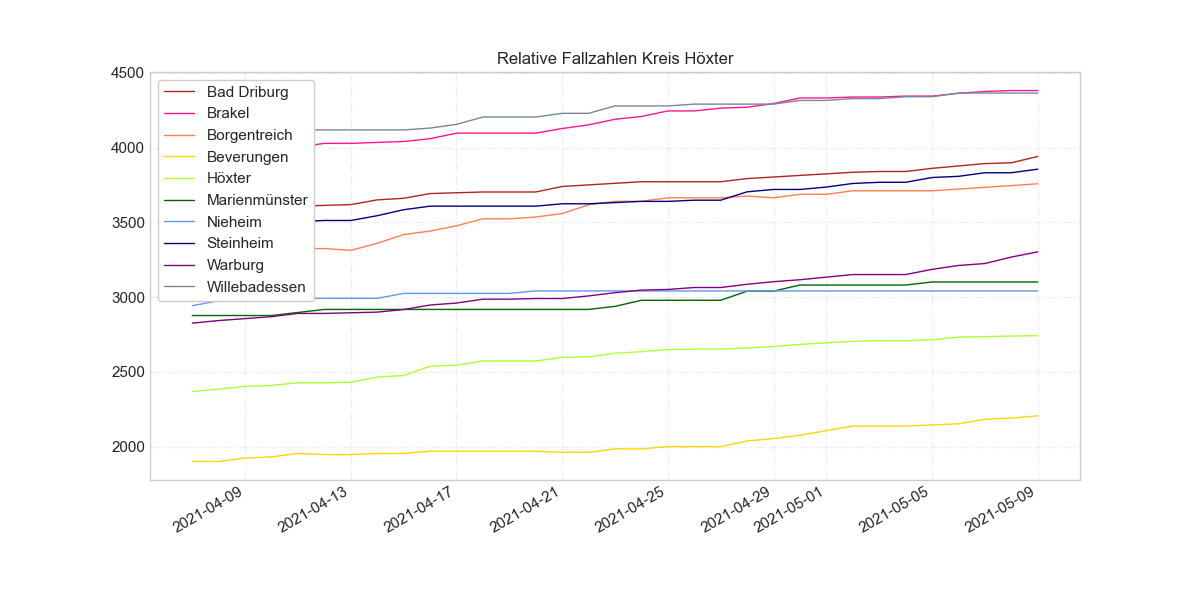 Relative Fallzahlen Kreis Höxter
4500
4000
3500
3000
2500
2000
Bad Driburg
Brakel
Borgentreich
Beverungen
Höxter
Marienmünster
Nieheim
Steinheim
Warburg
Willebadessen
2021-04-09
2021-04-13
2021-04-17
2021-04-21
2021-04-25
2021-04-29
2021-05-01
2021-05-05
2021-05-09